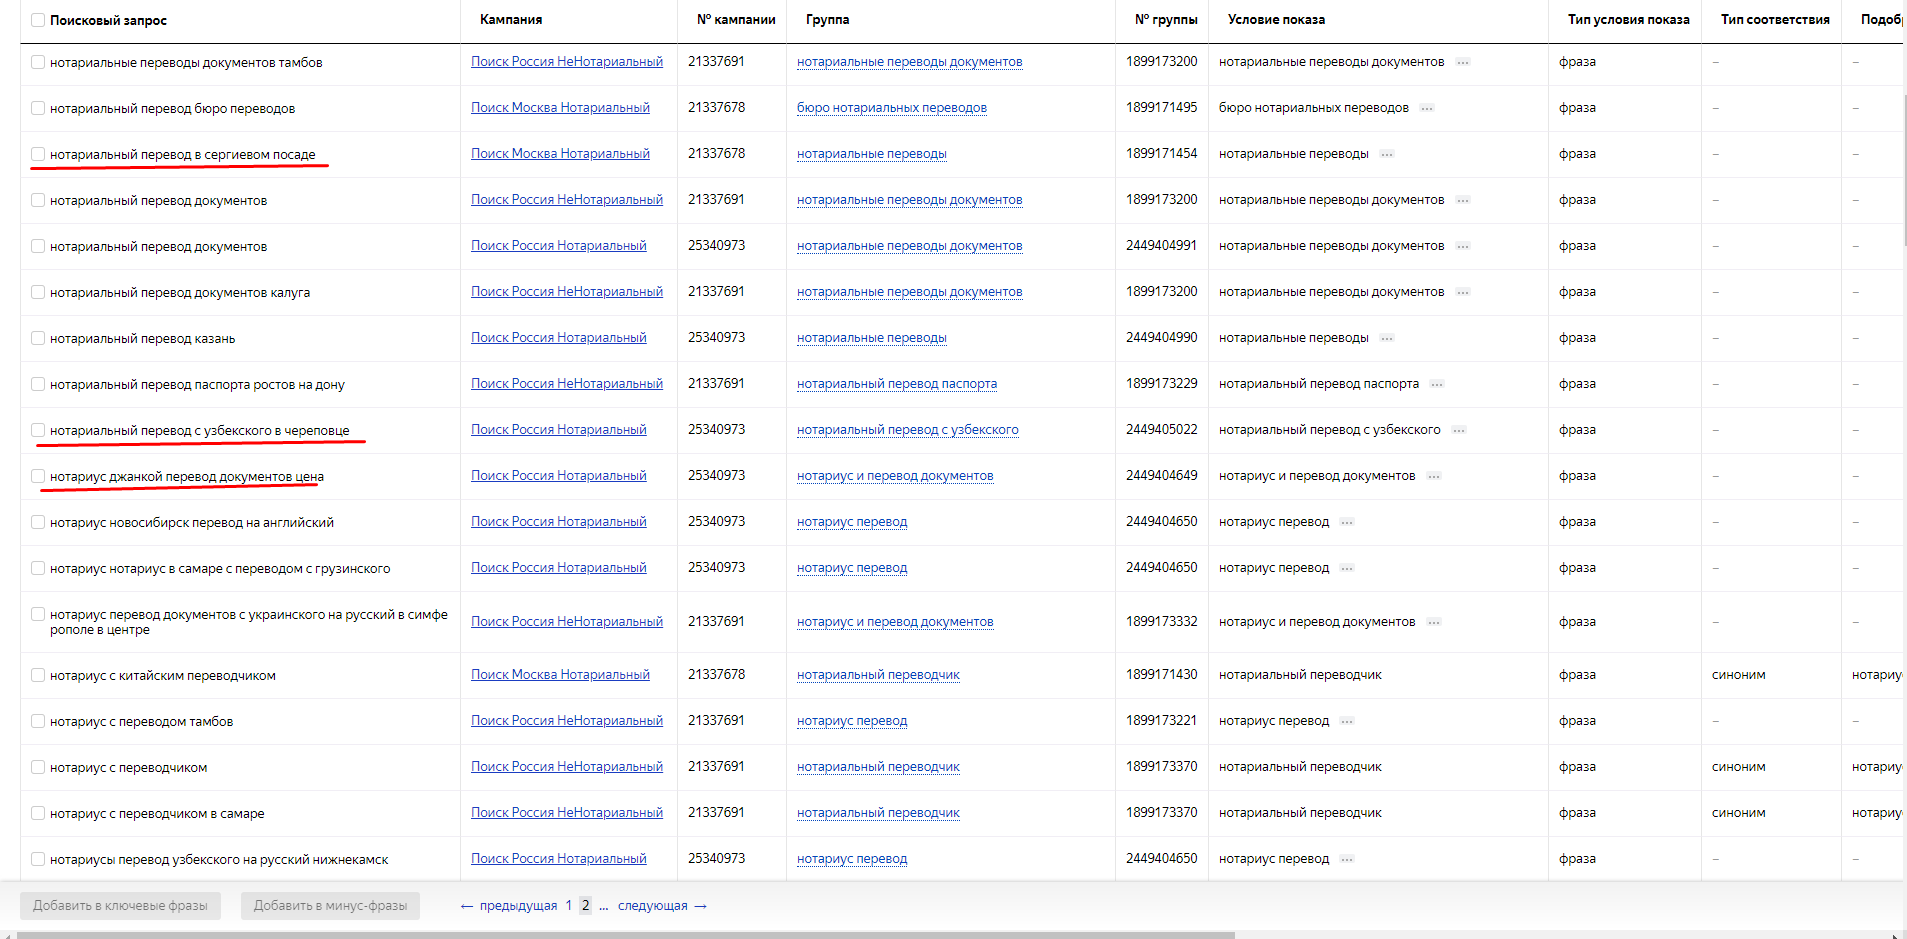 Поисковый запрос Кампания № кампании Группа № группы Условие показа Тип условия показа Тип соответствия Подоб
нотариальные переводы документов тамбов Поиск Россия НеНотариальный 21337691 нотариальные переводы документов 1899173200 нотариальные переводы документов ... фраза – –
нотариальный перевод бюро переводов Поиск Москва Нотариальный 21337678 бюро нотариальных переводов 1899171495 бюро нотариальных переводов ... фраза – –
нотариальный перевод в сергиевом посаде Поиск Москва Нотариальный 21337678 нотариальные переводы 1899171454 нотариальные переводы ... фраза – –
нотариальный перевод документов Поиск Россия НеНотариальный 21337691 нотариальные переводы документов 1899173200 нотариальные переводы документов ... фраза – –
нотариальный перевод документов Поиск Россия Нотариальный 25340973 нотариальные переводы документов 2449404991 нотариальные переводы документов ... фраза – –
нотариальный перевод документов калуга Поиск Россия НеНотариальный 21337691 нотариальные переводы документов 1899173200 нотариальные переводы документов ... фраза – –
нотариальный перевод казань Поиск Россия Нотариальный 25340973 нотариальные переводы 2449404990 нотариальные переводы ... фраза – –
нотариальный перевод паспорта ростов на дону Поиск Россия НеНотариальный 21337691 нотариальный перевод паспорта 1899173229 нотариальный перевод паспорта ... фраза – –
нотариальный перевод с узбекского в череповце Поиск Россия Нотариальный 25340973 нотариальный перевод с узбекского 2449405022 нотариальный перевод с узбекского ... фраза – –
нотариус джанкой перевод документов цена Поиск Россия Нотариальный 25340973 нотариус и перевод документов 2449404649 нотариус и перевод документов ... фраза – –
нотариус новосибирск перевод на английский Поиск Россия Нотариальный 25340973 нотариус перевод 2449404650 нотариус перевод ... фраза – –
нотариус нотариус в самаре с переводом с грузинского Поиск Россия Нотариальный 25340973 нотариус перевод 2449404650 нотариус перевод ... фраза – –
нотариус перевод документов с украинского на русский в симфе
рополе в центре Поиск Россия НеНотариальный 21337691 нотариус и перевод документов 1899173332 нотариус и перевод документов ... фраза – –
нотариус с китайским переводчиком Поиск Москва Нотариальный 21337678 нотариальный переводчик 1899171430 нотариальный переводчик фраза синоним нотариу
нотариус с переводом тамбов Поиск Россия НеНотариальный 21337691 нотариус перевод 1899173221 нотариус перевод ... фраза – –
нотариус с переводчиком Поиск Россия НеНотариальный 21337691 нотариальный переводчик 1899173370 нотариальный переводчик фраза синоним нотариу
нотариус с переводчиком в самаре Поиск Россия НеНотариальный 21337691 нотариальный переводчик 1899173370 нотариальный переводчик фраза синоним нотариу
нотариусы перевод узбекского на русский нижнекамск Поиск Россия Нотариальный 25340973 нотариус перевод 2449404650 нотариус перевод ... фраза – –
Добавить в ключевые фразы Добавить в минус-фразы ← предыдущая 1 2 ... следующая →